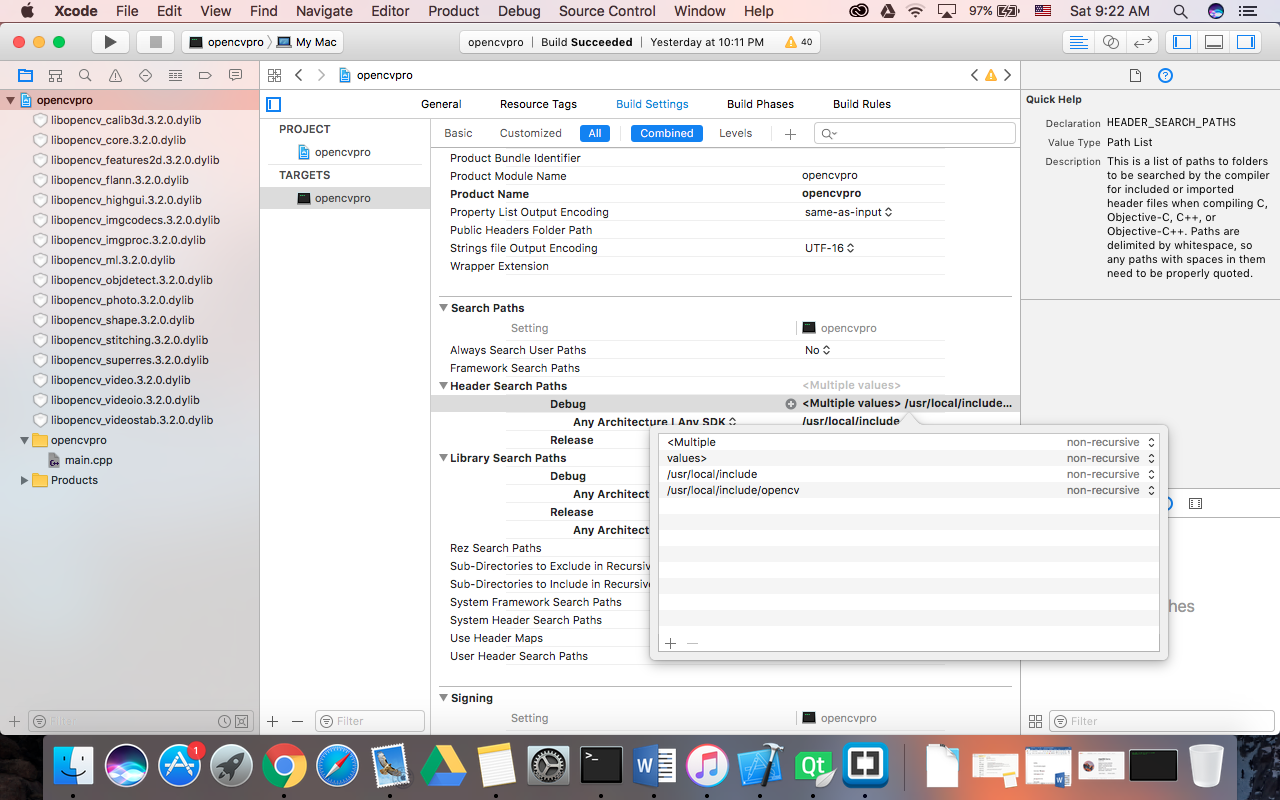 Xcode File Edit View Find Navigate Editor Product Debug Source Control Window Help 97% Sat 9:22 AM
opencvpro My Mac opencvpro | Build Succeeded | Yesterday at 10:11 PM 40
opencvpro
opencvpro
libopencv_calib3d.3.2.0.dylib
libopencv_core.3.2.0.dylib
libopencv_features2d.3.2.0.dylib
libopencv_flann.3.2.0.dylib
libopencv_highgui.3.2.0.dylib
libopencv_imgcodecs.3.2.0.dylib
libopencv_imgproc.3.2.0.dylib
libopencv_ml.3.2.0.dylib
libopencv_objdetect.3.2.0.dylib
libopencv_photo.3.2.0.dylib
libopencv_shape.3.2.0.dylib
libopencv_stitching.3.2.0.dylib
libopencv_superres.3.2.0.dylib
libopencv_video.3.2.0.dylib
libopencv_videoio.3.2.0.dylib
libopencv_videostab.3.2.0.dylib
opencvpro
main.cpp
Products
Filter
General Resource Tags Build Settings Build Phases Build Rules
PROJECT
opencvpro
TARGETS
opencvpro
Filter
Basic Customized All Combined Levels
Product Bundle Identifier
Product Module Name opencvpro
Product Name opencvpro
Property List Output Encoding same-as-input
Public Headers Folder Path
Strings file Output Encoding UTF-16
Wrapper Extension
Search Paths
Setting opencvpro
Always Search User Paths No
Framework Search Paths
Header Search Paths <Multiple values>
Debug <Multiple values> /usr/local/include...
Any Architecture | Any SDK /usr/local/include
Release
Library Search Paths
Debug
Any Architect
Release
Any Architect
Rez Search Paths
Sub-Directories to Exclude in Recursiv
Sub-Directories to Include in Recursive
System Framework Search Paths
System Header Search Paths
Use Header Maps
User Header Search Paths
Signing
Setting opencvpro
<Multiple non-recursive
values> non-recursive
/usr/local/include non-recursive
/usr/local/include/opencv non-recursive
Quick Help
Declaration HEADER_SEARCH_PATHS
Value Type Path List
Description This is a list of paths to folders
to be searched by the compiler
for included or imported
header files when compiling C,
Objective-C, C++, or
Objective-C++. Paths are
delimited by whitespace, so
any paths with spaces in them
need to be properly quoted.
hes
Filter
1
W
Qt